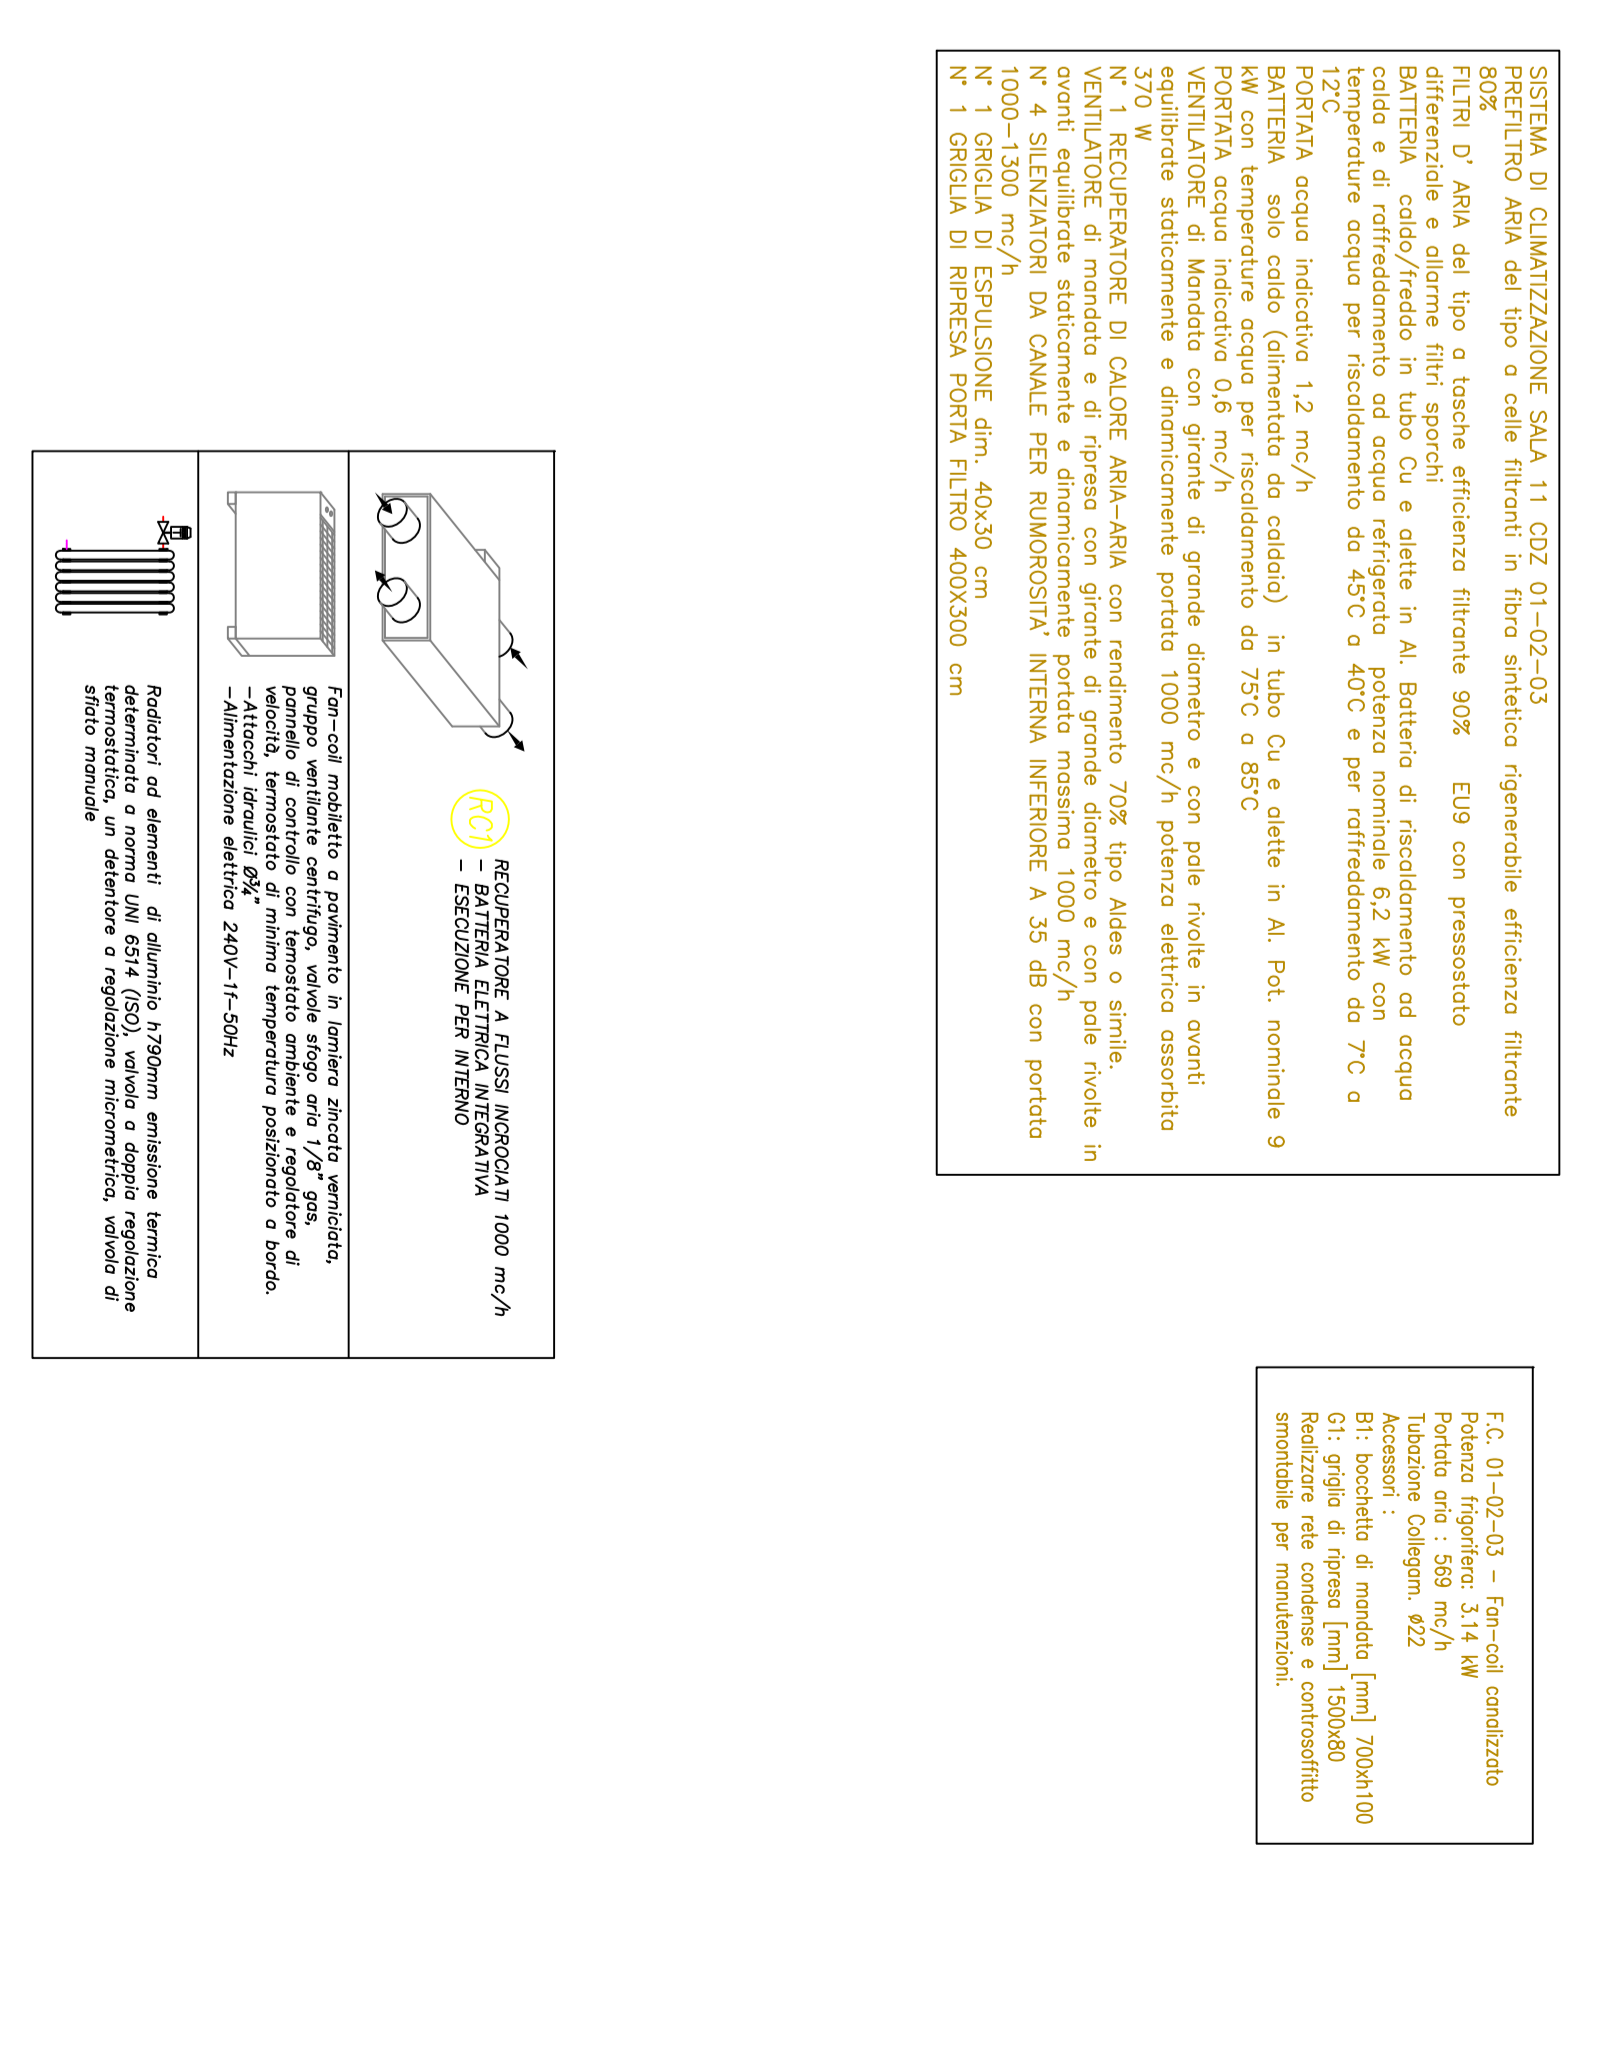 SISTEMA DI CLIMATIZZAZIONE SALA 11 CDZ 01-02-03
PREFILTRO ARIA del tipo a celle filtranti in fibra sintetica rigenerabile efficienza filtrante
80%
FILTRI D' ARIA del tipo a tasche efficienza filtrante 90% EU9 con pressostato
differenziale e allarme filtri sporchi
BATTERIA caldo/freddo in tubo Cu e alette in Al. Batteria di riscaldamento ad acqua
calda e di raffreddamento ad acqua refrigerata potenza nominale 6,2 kW con
temperature acqua per riscaldamento da 45°C a 40°C e per raffreddamento da 7°C a
12°C
PORTATA acqua indicativa 1,2 mc/h
BATTERIA solo caldo (alimentata da caldaia) in tubo Cu e alette in Al. Pot. nominale 9
kW con temperature acqua per riscaldamento da 75°C a 85°C
PORTATA acqua indicativa 0,6 mc/h
VENTILATORE di Mandata con girante di grande diametro e con pale rivolte in avanti
equilibrate staticamente e dinamicamente portata 1000 mc/h potenza elettrica assorbita
370 W
N° 1 RECUPERATORE DI CALORE ARIA-ARIA con rendimento 70% tipo Aldes o simile.
VENTILATORE di mandata e di ripresa con girante di grande diametro e con pale rivolte in
avanti equilibrate staticamente e dinamicamente portata massima 1000 mc/h
N° 4 SILENZIATORI DA CANALE PER RUMOROSITA' INTERNA INFERIORE A 35 dB con portata
1000-1300 mc/h
N° 1 GRIGLIA DI ESPULSIONE dim. 40x30 cm
N° 1 GRIGLIA DI RIPRESA PORTA FILTRO 400X300 cm
F.C. 01-02-03 - Fan-coil canalizzato
Potenza frigorifera: 3.14 kW
Portata aria : 569 mc/h
Tubazione Collegam. Ø22
Accessori :
B1: bocchetta di mandata [mm] 700xh100
G1: griglia di ripresa [mm] 1500x80
Realizzare rete condense e controsoffitto
smontabile per manutenzioni.
RC1
RECUPERATORE A FLUSSI INCROCIATI 1000 mc/h
- BATTERIA ELETTRICA INTEGRATIVA
- ESECUZIONE PER INTERNO
Fan-coil mobiletto a pavimento in lamiera zincata verniciata,
gruppo ventilante centrifugo, valvole sfogo aria 1/8" gas,
pannello di controllo con temostato ambiente e regolatore di
velocità, termostato di minima temperatura posizionato a bordo.
-Attacchi idraulici Ø¾"
-Alimentazione elettrica 240V-1f-50Hz
Radiatori ad elementi di alluminio h790mm emissione termica
determinata a norma UNI 6514 (ISO), valvola a doppia regolazione
termostatica, un detentore a regolazione micrometrica, valvola di
sfiato manuale